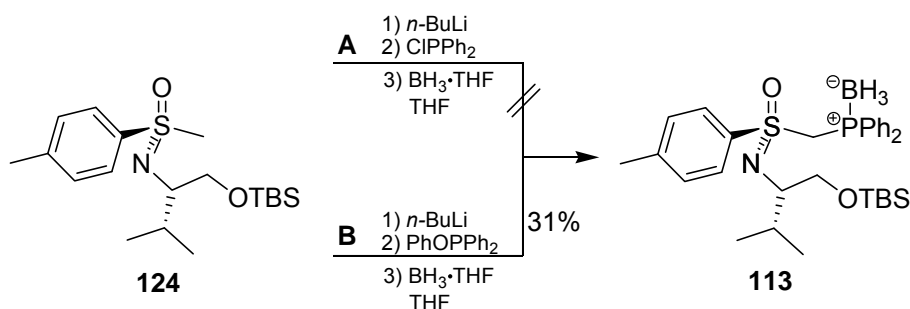 A
1) n-BuLi
2) ClPPh2
3) BH3•THF
THF
O
S
N
OTBS
124
B
1) n-BuLi
2) PhOPPh2
3) BH3•THF
THF
31%
⊖
BH3
O
⊕
S
PPh2
N
OTBS
113